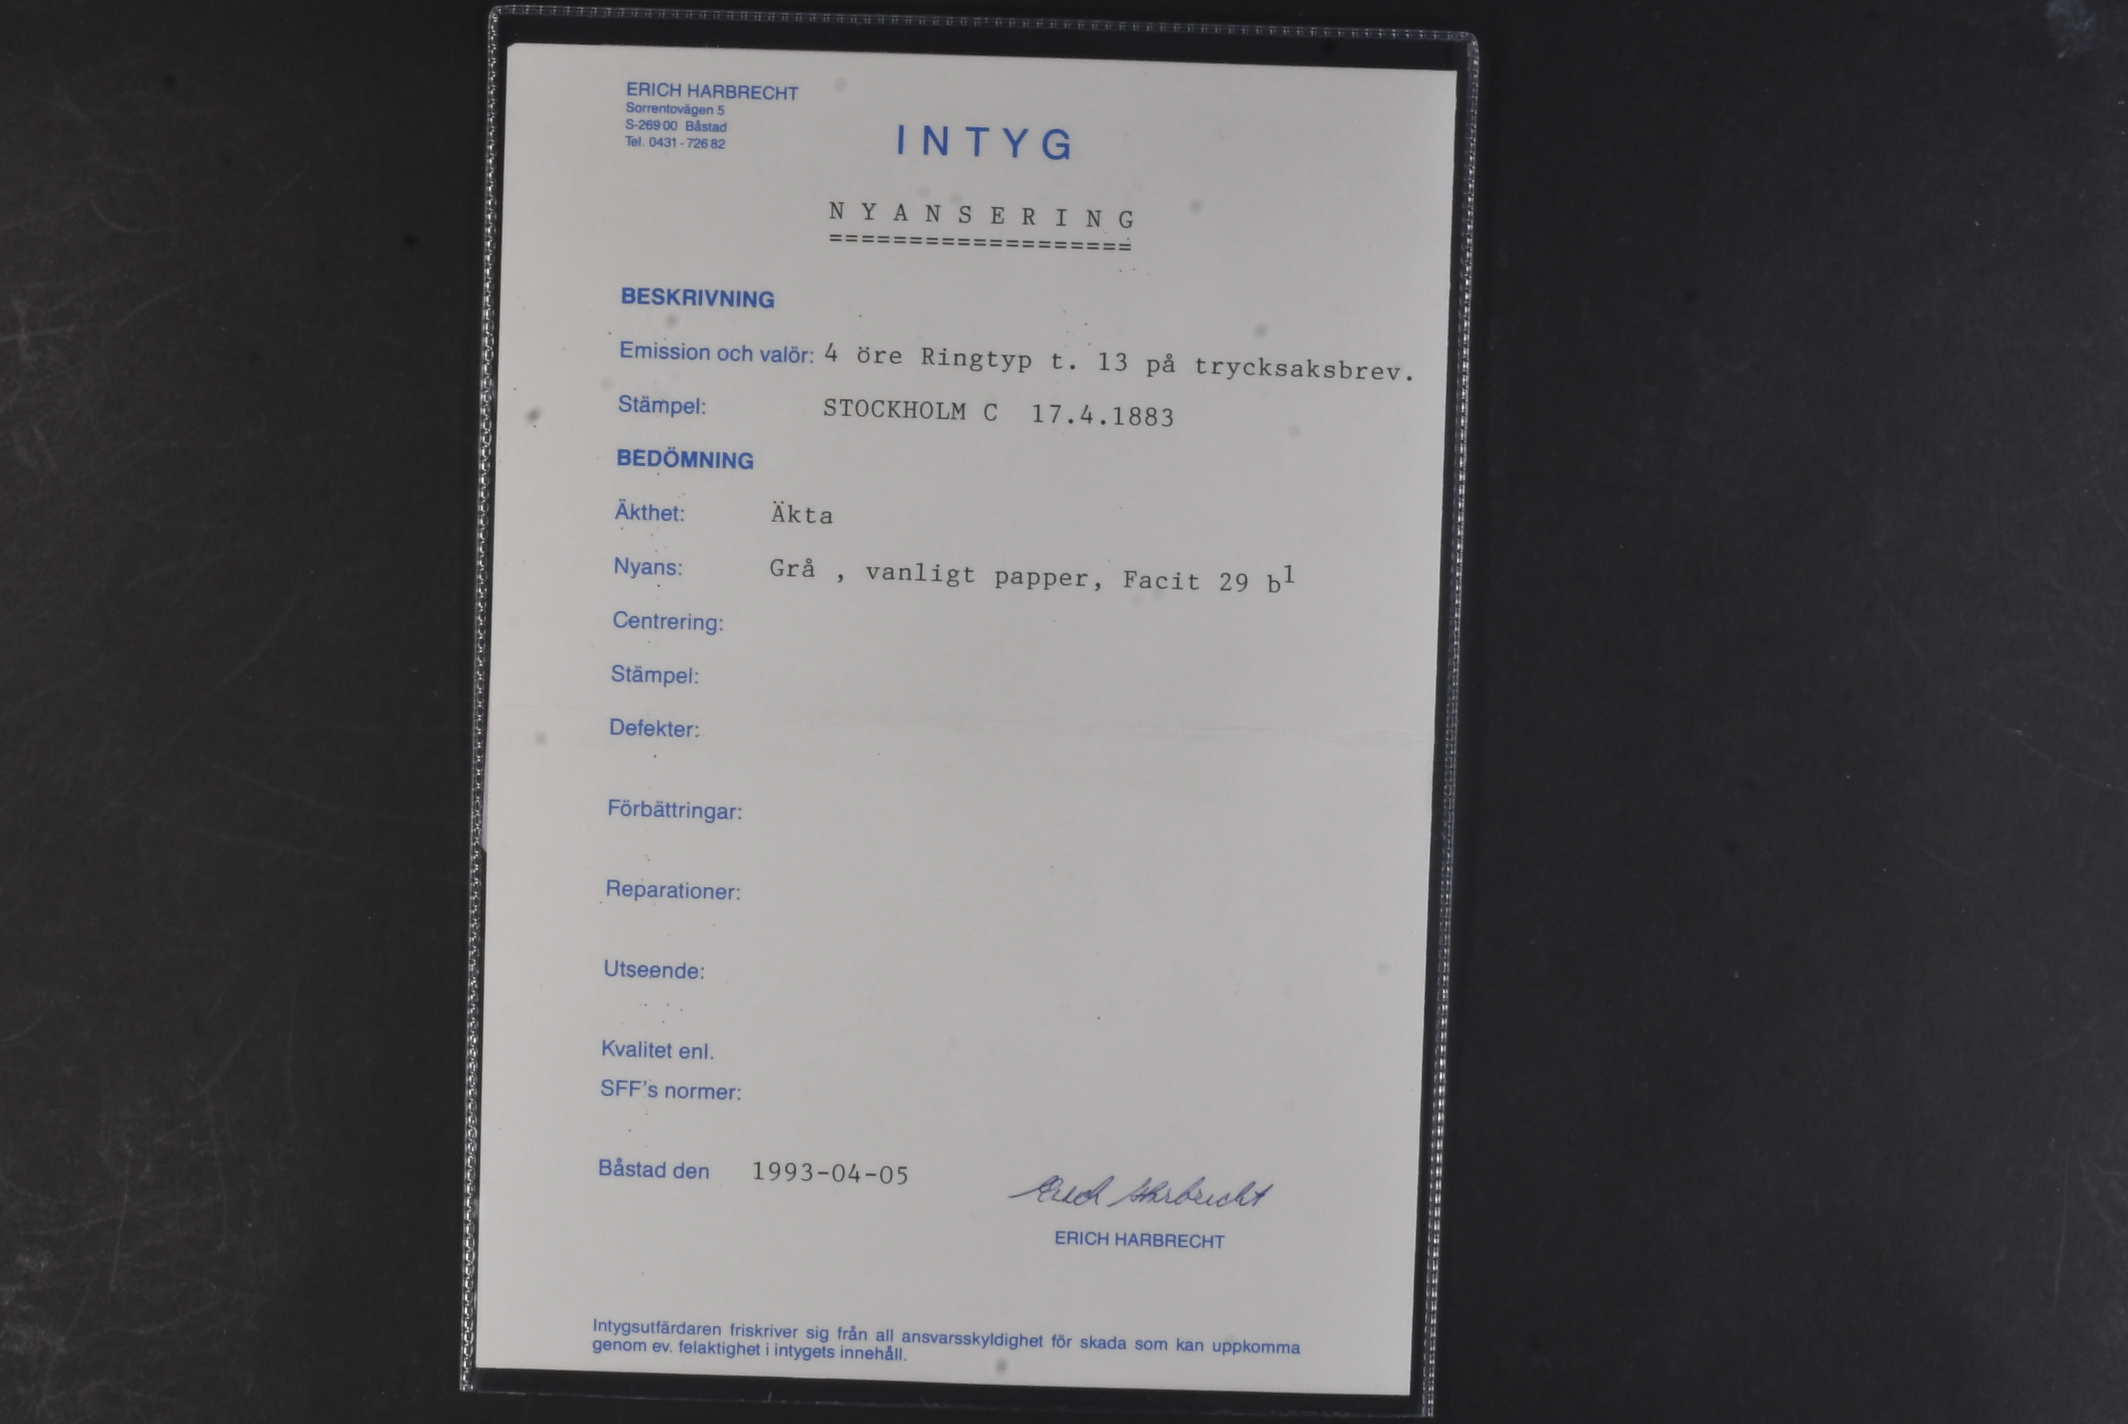 ERICH HARBRECHT
Sorrentovägen 5
S-269 00 Båstad
Tel. 0431 - 726 82
INTYG
NYANSERING
===================
BESKRIVNING
Emission och valör: 4 öre Ringtyp t. 13 på trycksaksbrev.
Stämpel: STOCKHOLM C 17.4.1883
BEDÖMNING
Äkthet: Äkta
Nyans: Grå , vanligt papper, Facit 29 b¹
Centrering:
Stämpel:
Defekter:
Förbättringar:
Reparationer:
Utseende:
Kvalitet enl.
SFF's normer:
Båstad den 1993-04-05
Erich Harbrecht
ERICH HARBRECHT
Intygsutfärdaren friskriver sig från all ansvarsskyldighet för skada som kan uppkomma
genom ev. felaktighet i intygets innehåll.